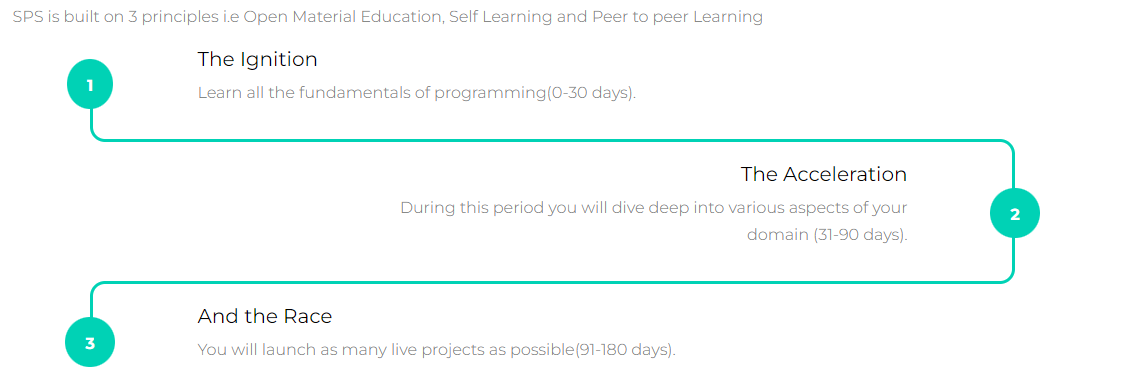 SPS is built on 3 principles i.e Open Material Education, Self Learning and Peer to peer Learning
The Ignition
1
Learn all the fundamentals of programming(0-30 days).
The Acceleration
During this period you will dive deep into various aspects of your
2
domain (31-90 days).
And the Race
3
You will launch as many live projects as possible(91-180 days).